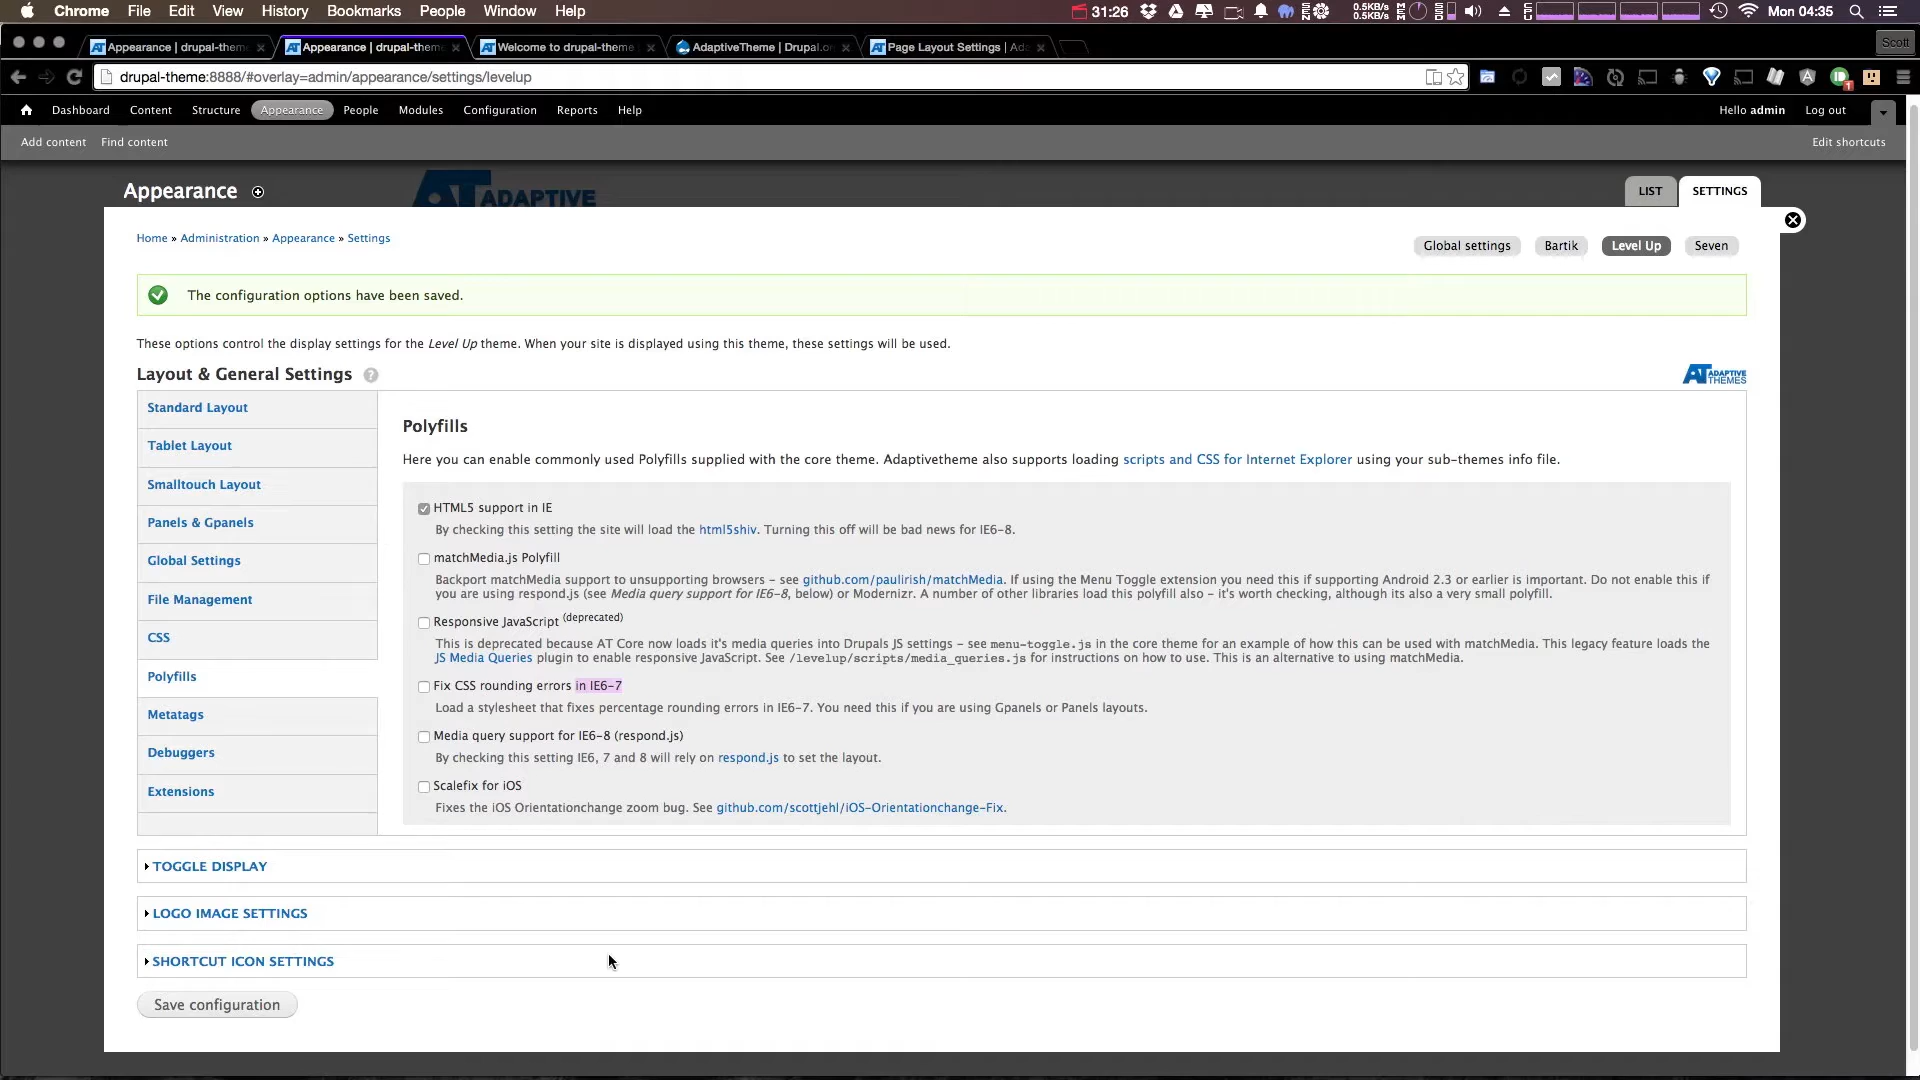 Chrome File Edit View History Bookmarks People Window Help 31:26 0.5KB/s 0.5KB/s Mon 04:35
Appearance | drupal-theme Appearance | drupal-theme Welcome to drupal-theme AdaptiveTheme | Drupal.or Page Layout Settings | Ada Scott
drupal-theme:8888/#overlay=admin/appearance/settings/levelup
Dashboard Content Structure Appearance People Modules Configuration Reports Help Hello admin Log out
Add content Find content Edit shortcuts
Appearance AT ADAPTIVE LIST SETTINGS
Home » Administration » Appearance » Settings
Global settings Bartik Level Up Seven
The configuration options have been saved.
These options control the display settings for the Level Up theme. When your site is displayed using this theme, these settings will be used.
Layout & General Settings ? AT ADAPTIVE THEMES
Standard Layout
Tablet Layout
Smalltouch Layout
Panels & Gpanels
Global Settings
File Management
CSS
Polyfills
Metatags
Debuggers
Extensions
Polyfills
Here you can enable commonly used Polyfills supplied with the core theme. Adaptivetheme also supports loading scripts and CSS for Internet Explorer using your sub-themes info file.
HTML5 support in IE
By checking this setting the site will load the html5shiv. Turning this off will be bad news for IE6-8.
matchMedia.js Polyfill
Backport matchMedia support to unsupporting browsers - see github.com/paulirish/matchMedia. If using the Menu Toggle extension you need this if supporting Android 2.3 or earlier is important. Do not enable this if
you are using respond.js (see Media query support for IE6-8, below) or Modernizr. A number of other libraries load this polyfill also - it's worth checking, although its also a very small polyfill.
Responsive JavaScript (deprecated)
This is deprecated because AT Core now loads it's media queries into Drupals JS settings - see menu-toggle.js in the core theme for an example of how this can be used with matchMedia. This legacy feature loads the
JS Media Queries plugin to enable responsive JavaScript. See /levelup/scripts/media_queries.js for instructions on how to use. This is an alternative to using matchMedia.
Fix CSS rounding errors in IE6-7
Load a stylesheet that fixes percentage rounding errors in IE6-7. You need this if you are using Gpanels or Panels layouts.
Media query support for IE6-8 (respond.js)
By checking this setting IE6, 7 and 8 will rely on respond.js to set the layout.
Scalefix for iOS
Fixes the iOS Orientationchange zoom bug. See github.com/scottjehl/iOS-Orientationchange-Fix.
TOGGLE DISPLAY
LOGO IMAGE SETTINGS
SHORTCUT ICON SETTINGS
Save configuration